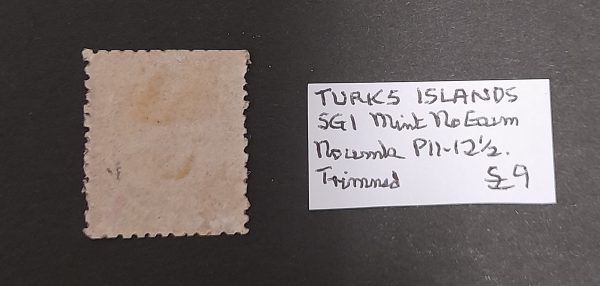 TURKS ISLANDS
SG1 Mint No Gum
No wmk P11-12½.
Trimmed £9